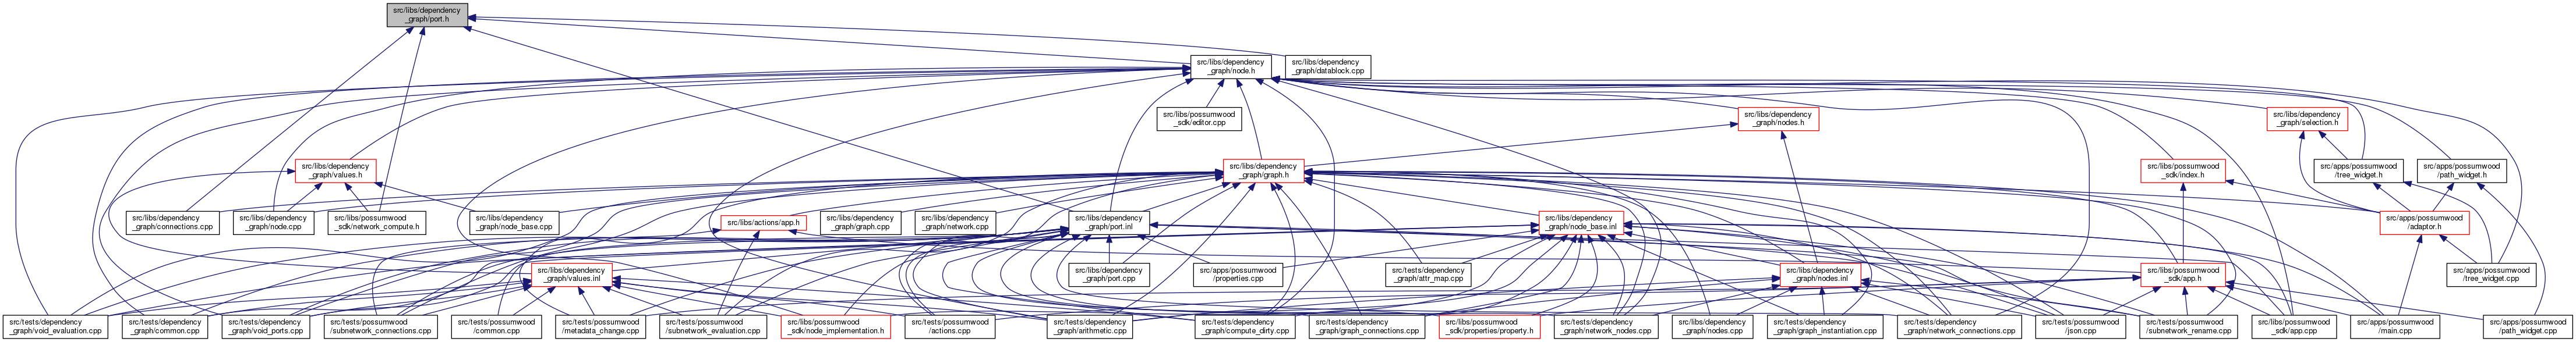 src/libs/dependency
_graph/port.h
src/libs/dependency
_graph/node.h
src/libs/dependency
_graph/datablock.cpp
src/libs/possumwood
_sdk/editor.cpp
src/libs/dependency
_graph/nodes.h
src/libs/dependency
_graph/selection.h
src/libs/dependency
_graph/values.h
src/libs/dependency
_graph/graph.h
src/libs/possumwood
_sdk/index.h
src/apps/possumwood
/tree_widget.h
src/apps/possumwood
/path_widget.h
src/libs/dependency
_graph/connections.cpp
src/libs/dependency
_graph/node.cpp
src/libs/possumwood
_sdk/network_compute.h
src/libs/dependency
_graph/node_base.cpp
src/libs/actions/app.h
src/libs/dependency
_graph/graph.cpp
src/libs/dependency
_graph/network.cpp
src/libs/dependency
_graph/port.inl
src/libs/dependency
_graph/node_base.inl
src/apps/possumwood
/adaptor.h
src/libs/dependency
_graph/values.inl
src/libs/dependency
_graph/port.cpp
src/apps/possumwood
/properties.cpp
src/tests/dependency
_graph/attr_map.cpp
src/libs/dependency
_graph/nodes.inl
src/libs/possumwood
_sdk/app.h
src/apps/possumwood
/tree_widget.cpp
src/tests/dependency
_graph/void_evaluation.cpp
src/tests/dependency
_graph/common.cpp
src/tests/dependency
_graph/void_ports.cpp
src/tests/possumwood
/subnetwork_connections.cpp
src/tests/possumwood
/common.cpp
src/tests/possumwood
/metadata_change.cpp
src/tests/possumwood
/subnetwork_evaluation.cpp
src/libs/possumwood
_sdk/node_implementation.h
src/tests/possumwood
/actions.cpp
src/tests/dependency
_graph/arithmetic.cpp
src/tests/dependency
_graph/compute_dirty.cpp
src/tests/dependency
_graph/graph_connections.cpp
src/libs/possumwood
_sdk/properties/property.h
src/tests/dependency
_graph/network_nodes.cpp
src/libs/dependency
_graph/nodes.cpp
src/tests/dependency
_graph/graph_instantiation.cpp
src/tests/dependency
_graph/network_connections.cpp
src/tests/possumwood
/json.cpp
src/tests/possumwood
/subnetwork_rename.cpp
src/libs/possumwood
_sdk/app.cpp
src/apps/possumwood
/main.cpp
src/apps/possumwood
/path_widget.cpp